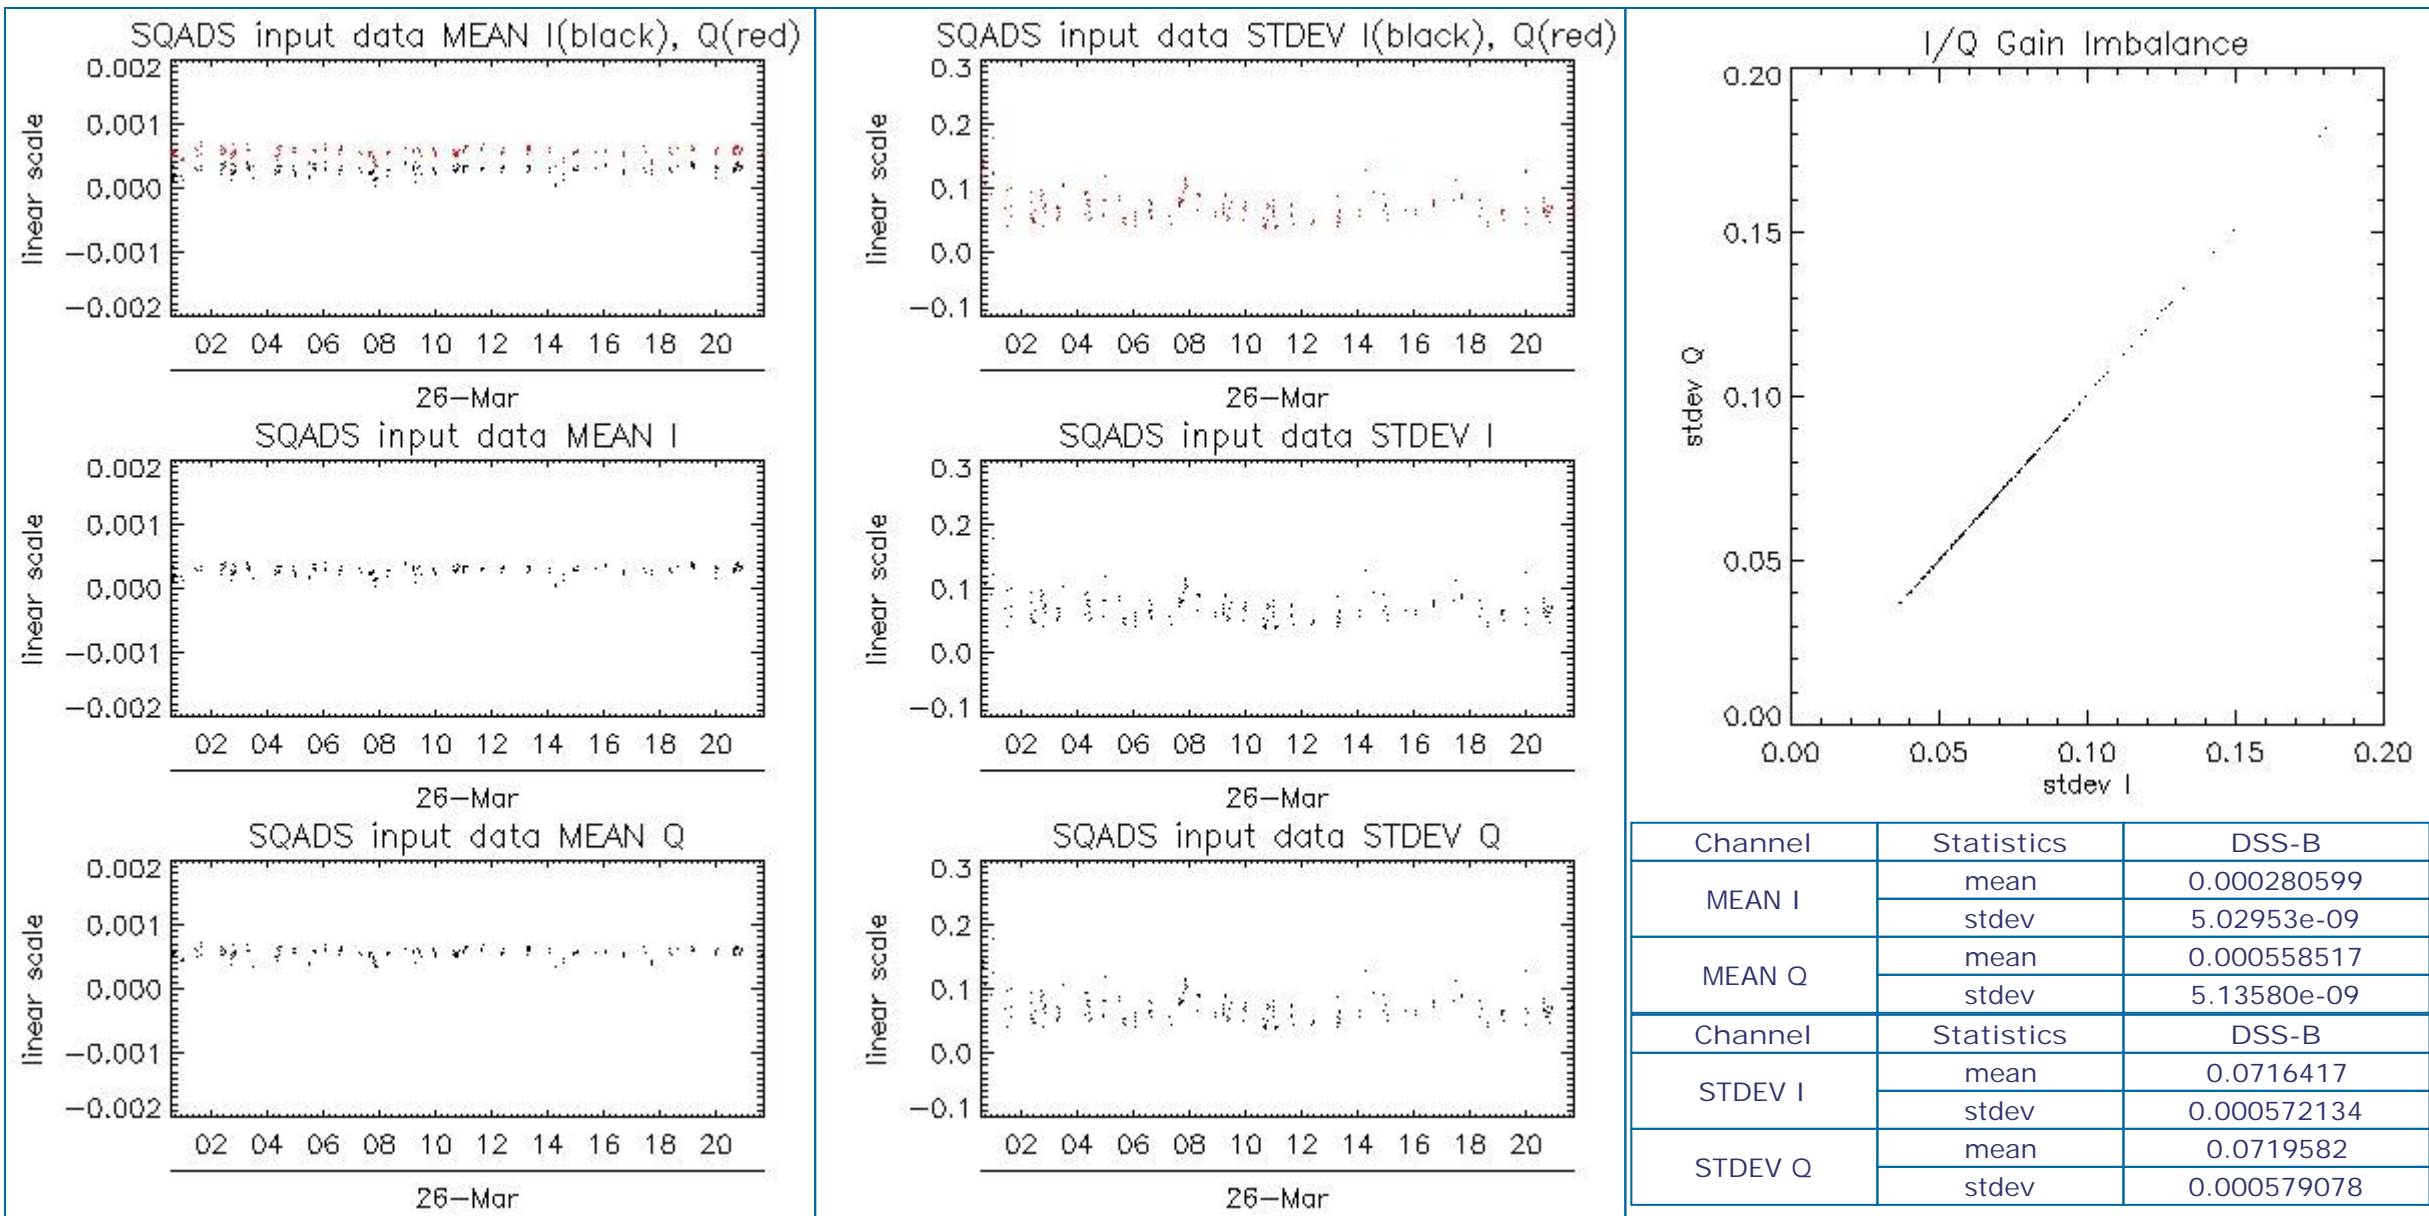 SQADS input data MEAN I(black), Q(red)
linear scale
0.002
0.001
0.000
−0.001
−0.002
02 04 06 08 10 12 14 16 18 20
26−Mar
SQADS input data MEAN I
linear scale
0.002
0.001
0.000
−0.001
−0.002
02 04 06 08 10 12 14 16 18 20
26−Mar
SQADS input data MEAN Q
linear scale
0.002
0.001
0.000
−0.001
−0.002
02 04 06 08 10 12 14 16 18 20
26−Mar
SQADS input data STDEV I(black), Q(red)
linear scale
0.3
0.2
0.1
0.0
−0.1
02 04 06 08 10 12 14 16 18 20
26−Mar
SQADS input data STDEV I
linear scale
0.3
0.2
0.1
0.0
−0.1
02 04 06 08 10 12 14 16 18 20
26−Mar
SQADS input data STDEV Q
linear scale
0.3
0.2
0.1
0.0
−0.1
02 04 06 08 10 12 14 16 18 20
26−Mar
I/Q Gain Imbalance
stdev Q
0.20
0.15
0.10
0.05
0.00
0.00 0.05 0.10 0.15 0.20
stdev I
Channel Statistics DSS-B
MEAN I mean 0.000280599
stdev 5.02953e-09
MEAN Q mean 0.000558517
stdev 5.13580e-09
Channel Statistics DSS-B
STDEV I mean 0.0716417
stdev 0.000572134
STDEV Q mean 0.0719582
stdev 0.000579078